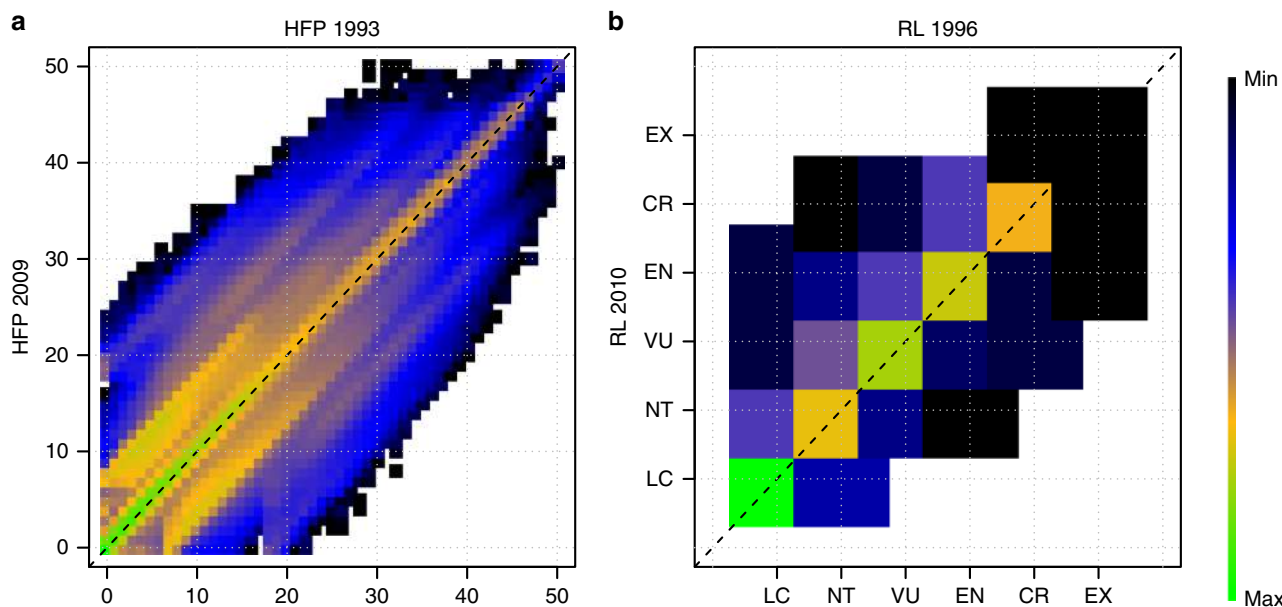 a
HFP 1993
HFP 2009
50
40
30
20
10
0
0 10 20 30 40 50
b
RL 1996
RL 2010
EX
CR
EN
VU
NT
LC
LC NT VU EN CR EX
Min
Max